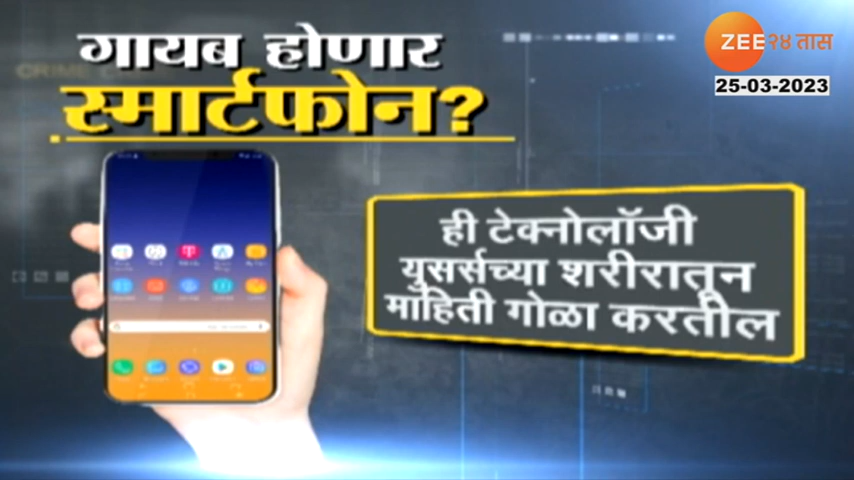 गायब होणार
स्मार्टफोन?
ZEE २४ तास
25-03-2023
ही टेक्नोलॉजी
युसर्सच्या शरीरातून
माहिती गोळा करतील